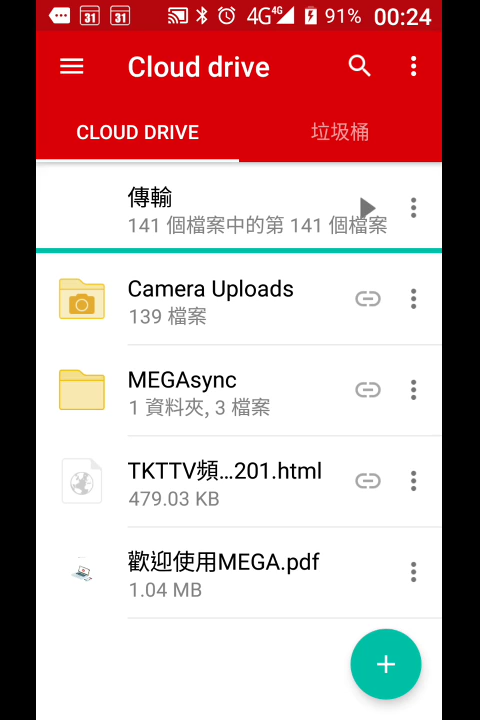 31 31 4G 4G 91% 00:24
Cloud drive
CLOUD DRIVE 垃圾桶
傳輸
141 個檔案中的第 141 個檔案
Camera Uploads
139 檔案
MEGAsync
1 資料夾, 3 檔案
TKTTV頻...201.html
479.03 KB
歡迎使用MEGA.pdf
1.04 MB